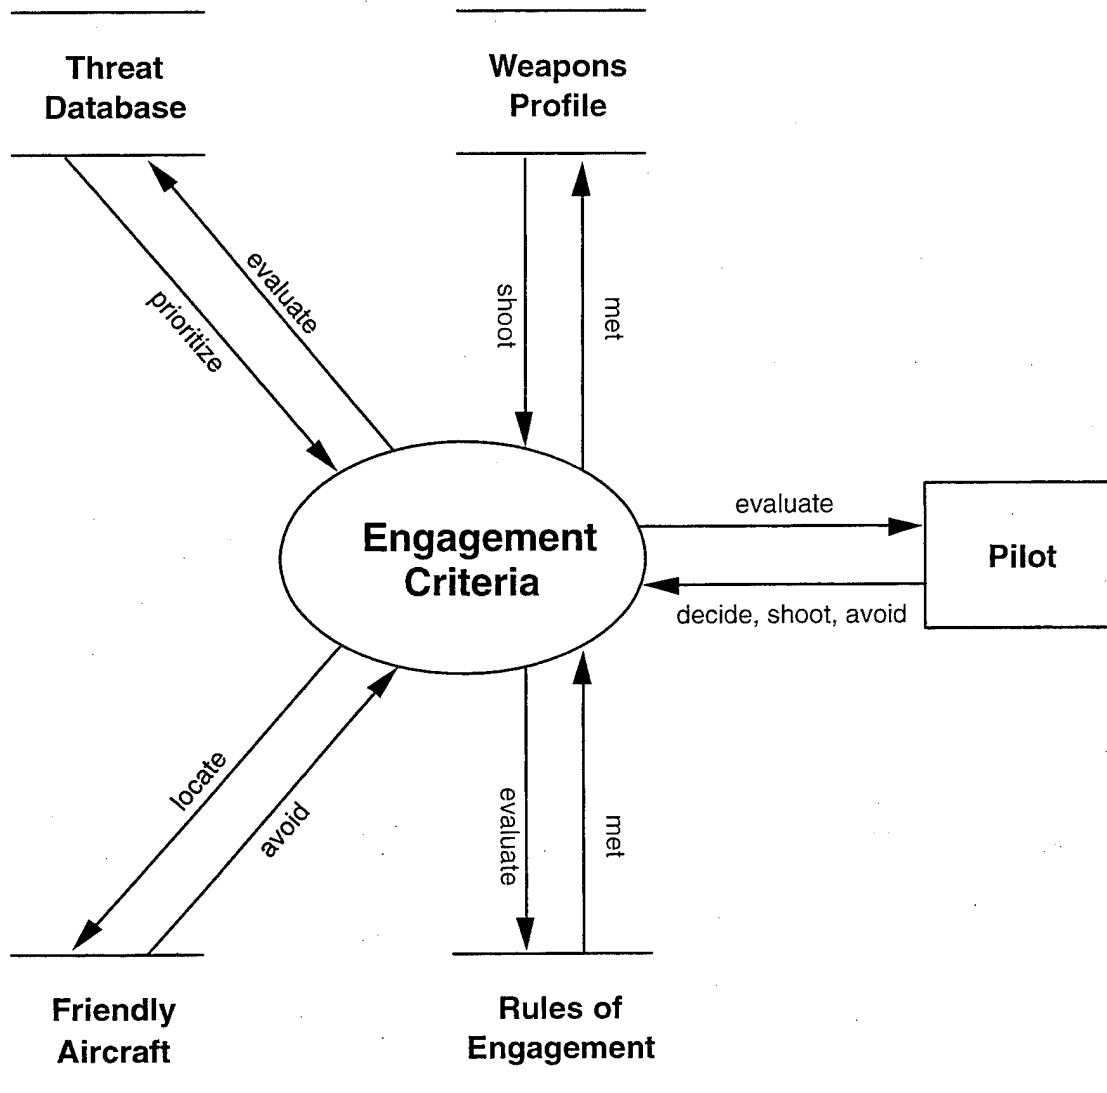 Threat
Database
Weapons
Profile
evaluate
prioritize
shoot
met
evaluate
Engagement
Criteria
Pilot
decide, shoot, avoid
locate
avoid
evaluate
met
Friendly
Aircraft
Rules of
Engagement